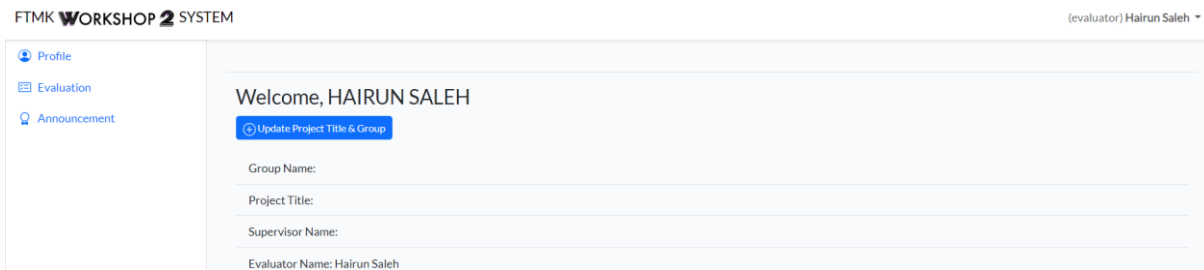 FTMK WORKSHOP 2 SYSTEM
(evaluator) Hairun Saleh
Profile
Evaluation
Announcement
Welcome, HAIRUN SALEH
Update Project Title & Group
Group Name:
Project Title:
Supervisor Name:
Evaluator Name: Hairun Saleh